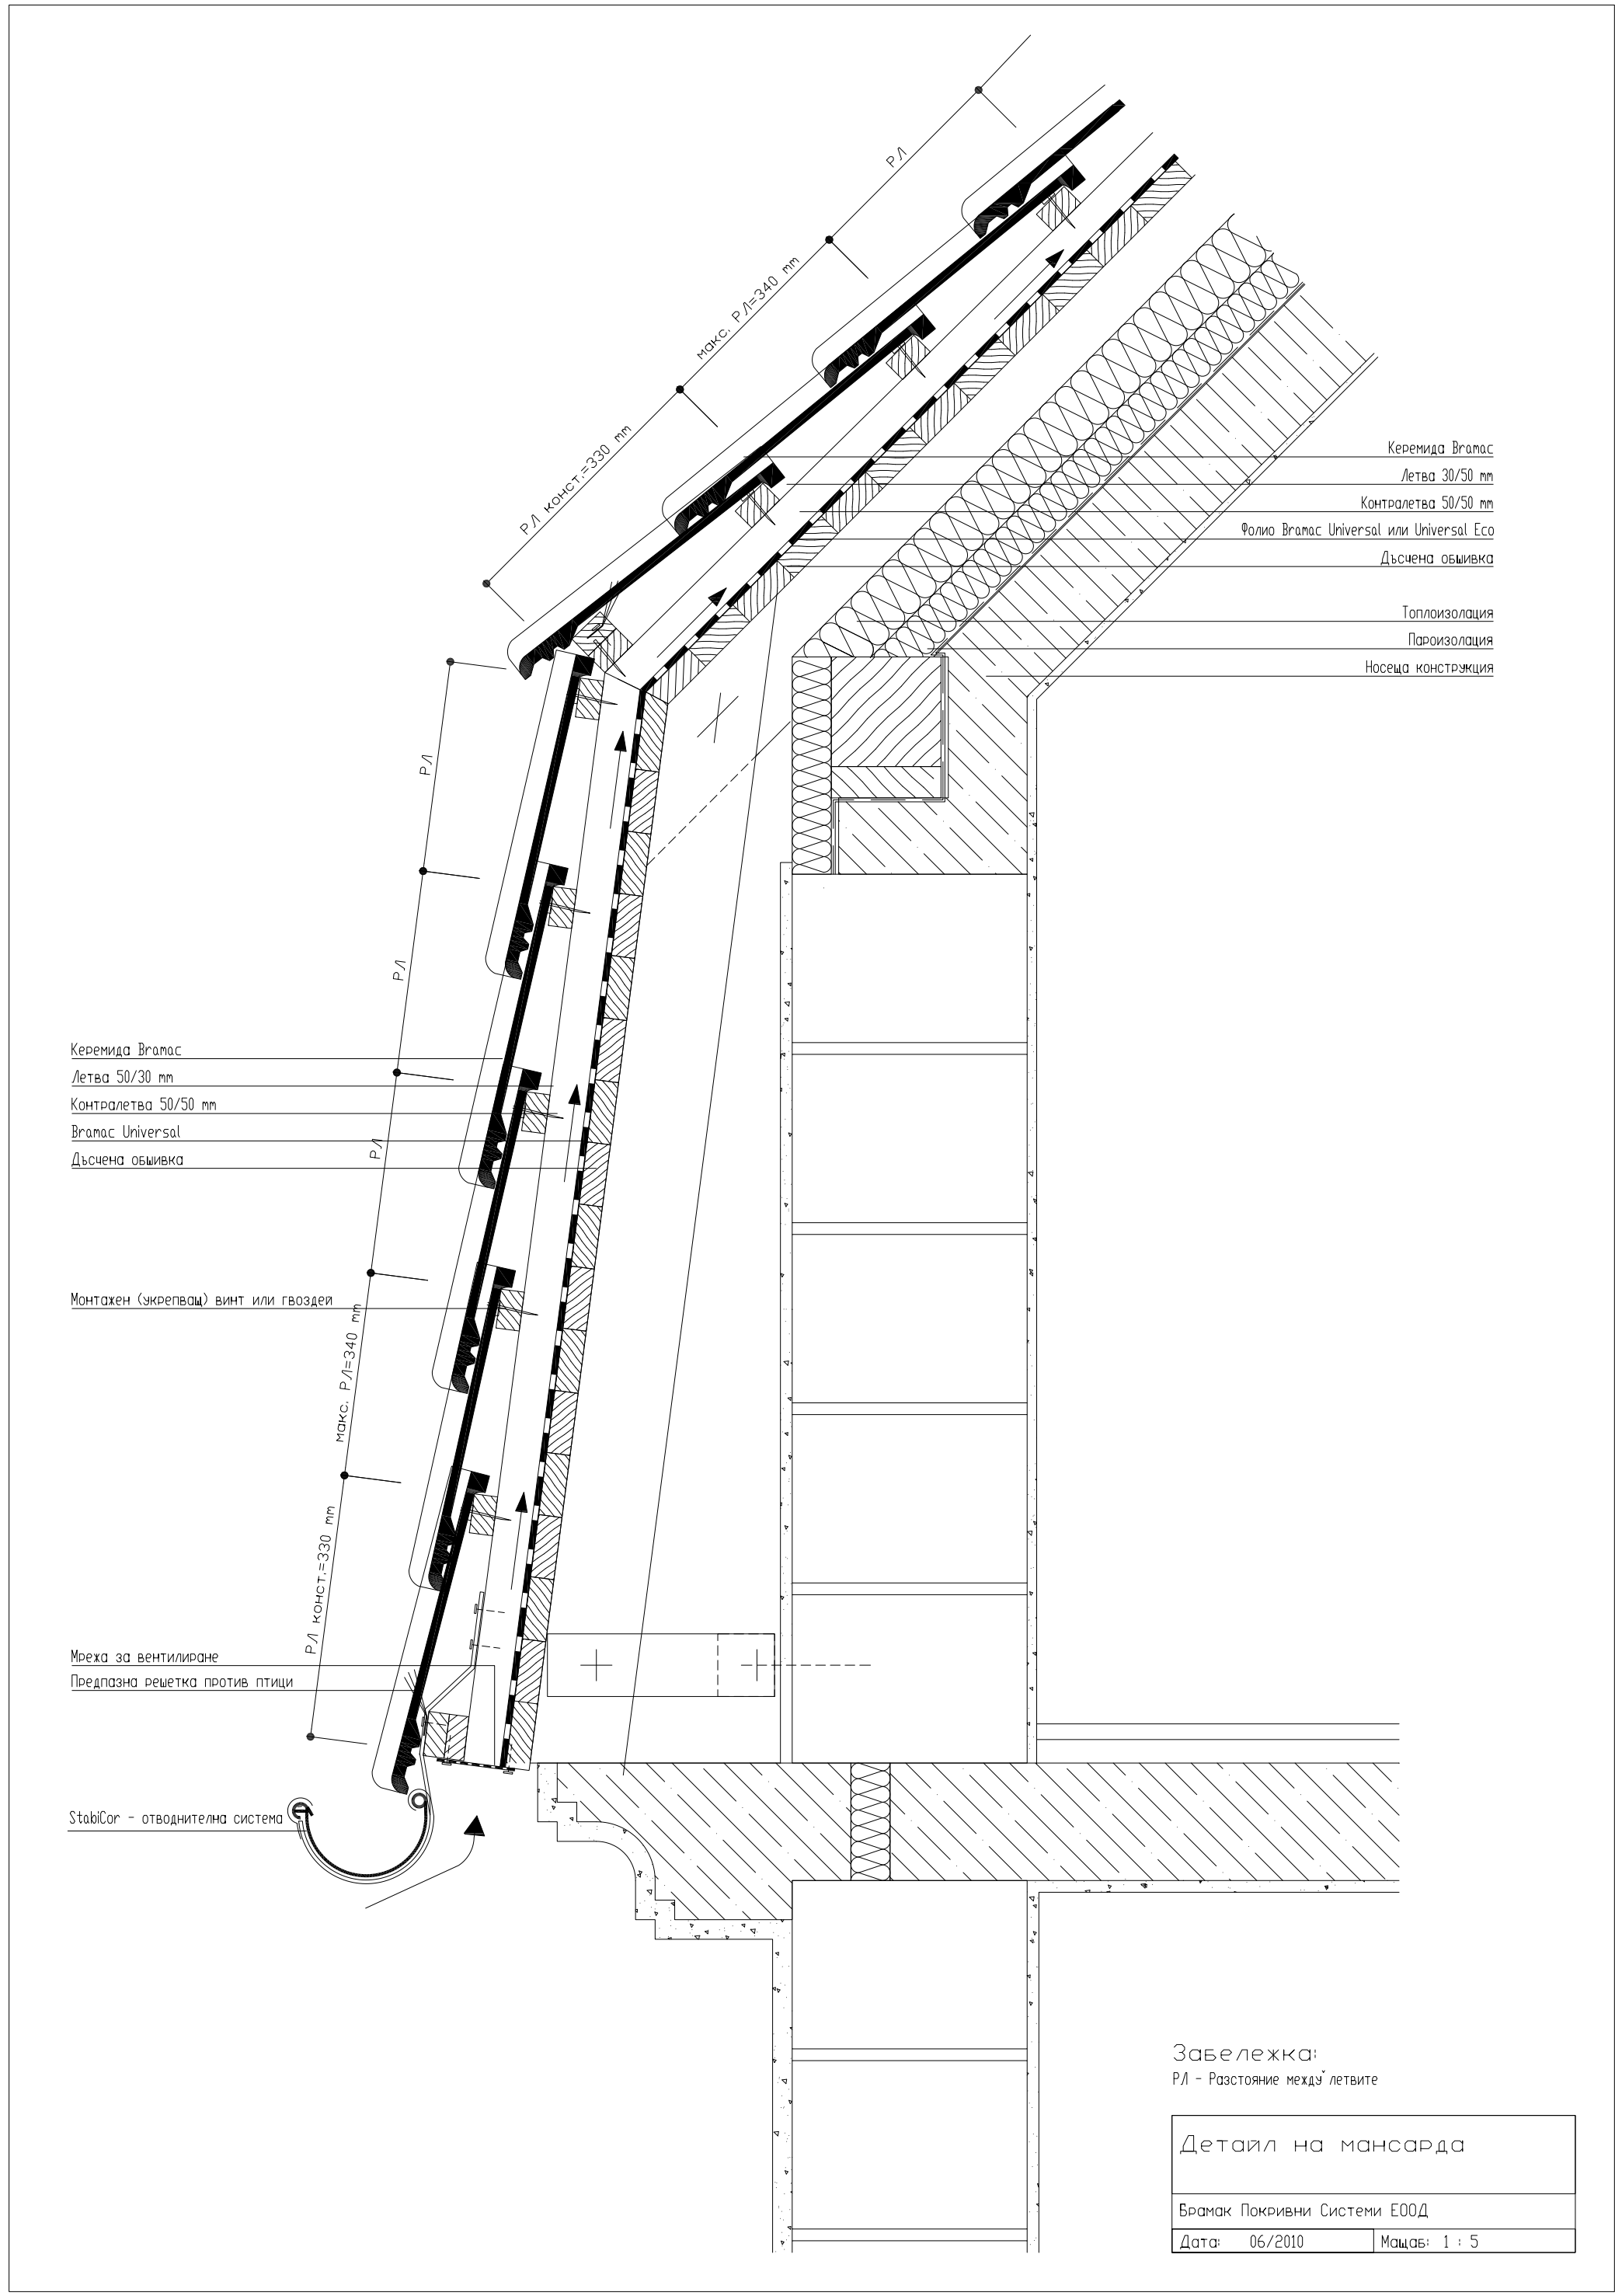 РЛ
макс. РЛ=340 mm
РЛ конст.=330 mm
Керемида Bramac
Летва 30/50 mm
Контралетва 50/50 mm
Фолио Bramac Universal или Universal Eco
Дъсчена обшивка
Топлоизолация
Пароизолация
Носеща конструкция
РЛ
РЛ
Керемида Bramac
Летва 50/30 mm
Контралетва 50/50 mm
Bramac Universal
РЛ
Дъсчена обшивка
Монтажен (укрепващ) винт или гвоздей
макс. РЛ=340 mm
РЛ конст.=330 mm
Мрежа за вентилиране
Предпазна решетка против птици
StabiCor - отводнителна система
Забележка:
РЛ - Разстояние между летвите
Детайл на мансарда
Брамак Покривни Системи ЕООД
Дата: 06/2010
Мащаб: 1 : 5